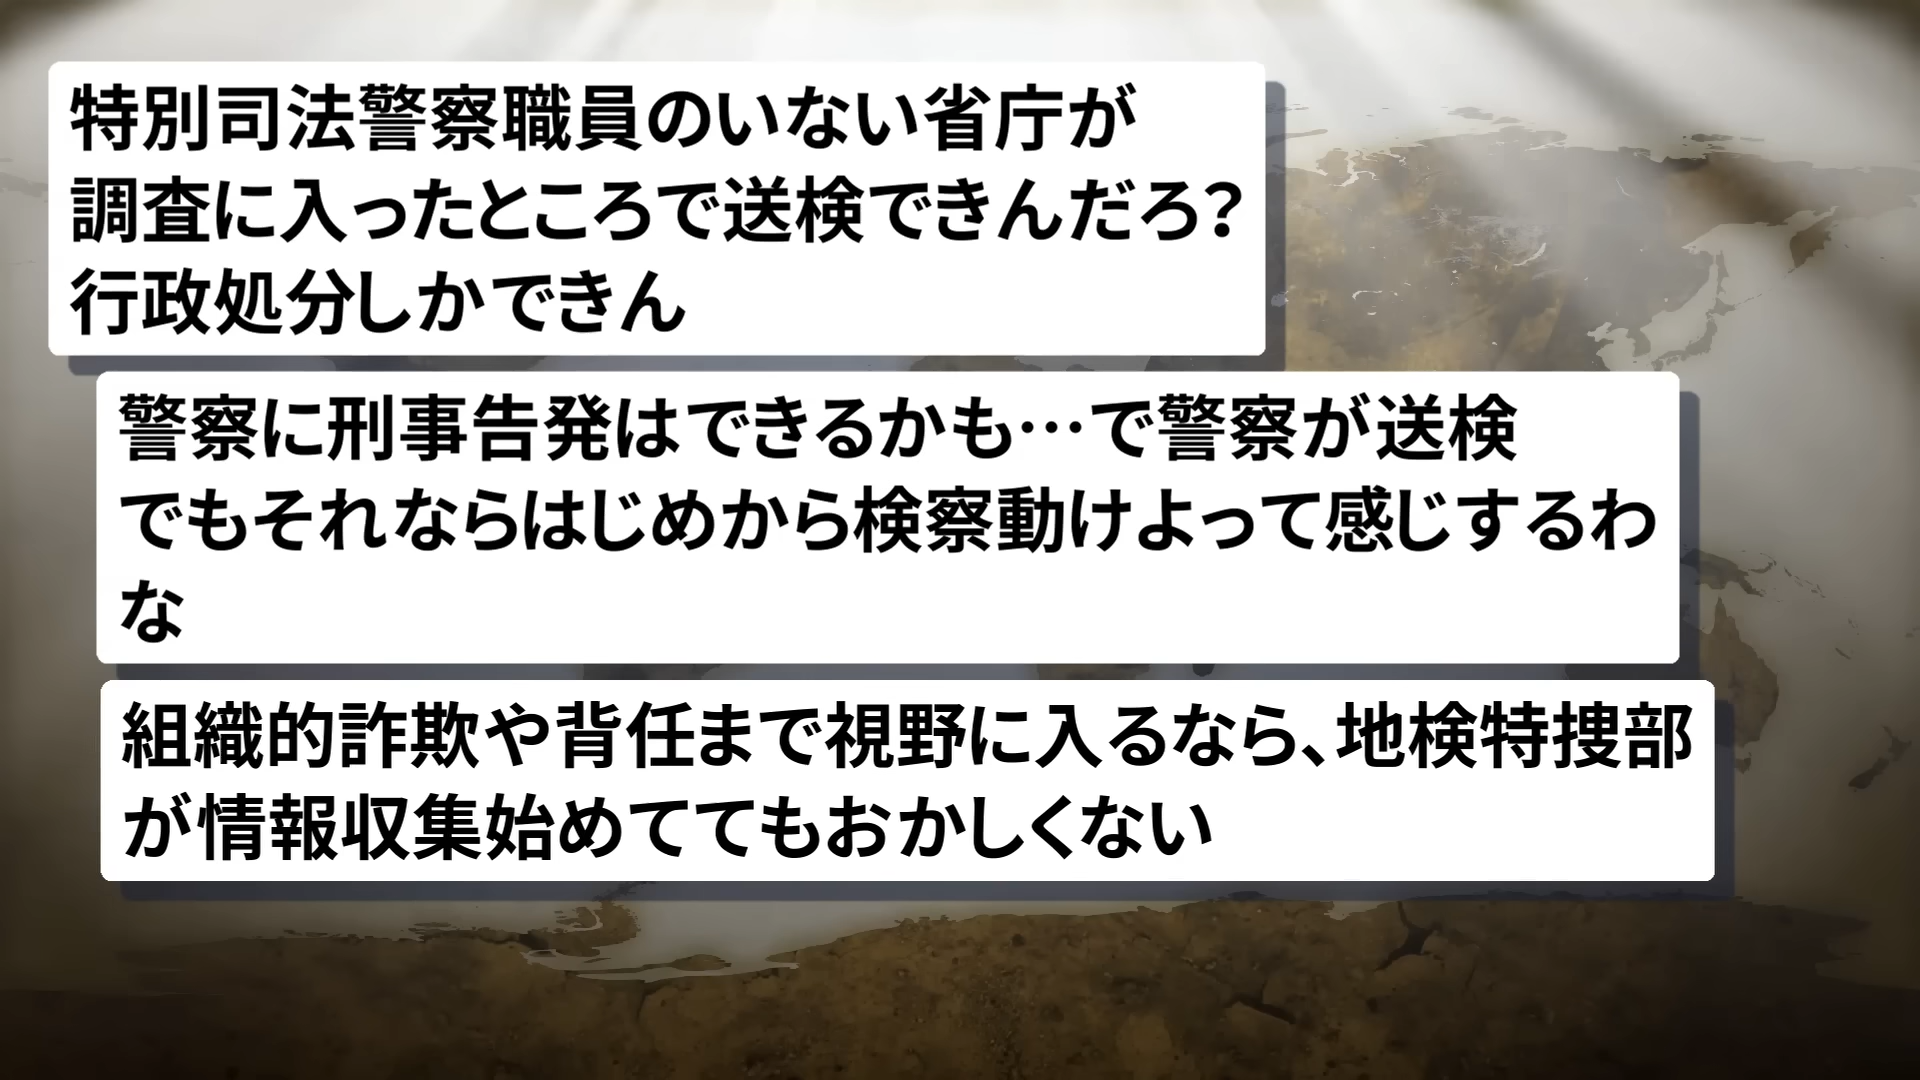 特別司法警察職員のいない省庁が
調査に入ったところで送検できんだろ？
行政処分しかできん
警察に刑事告発はできるかも…で警察が送検
でもそれならはじめから検察動けよって感じするわ
な
組織的詐欺や背任まで視野に入るなら、地検特捜部
が情報収集始めててもおかしくない